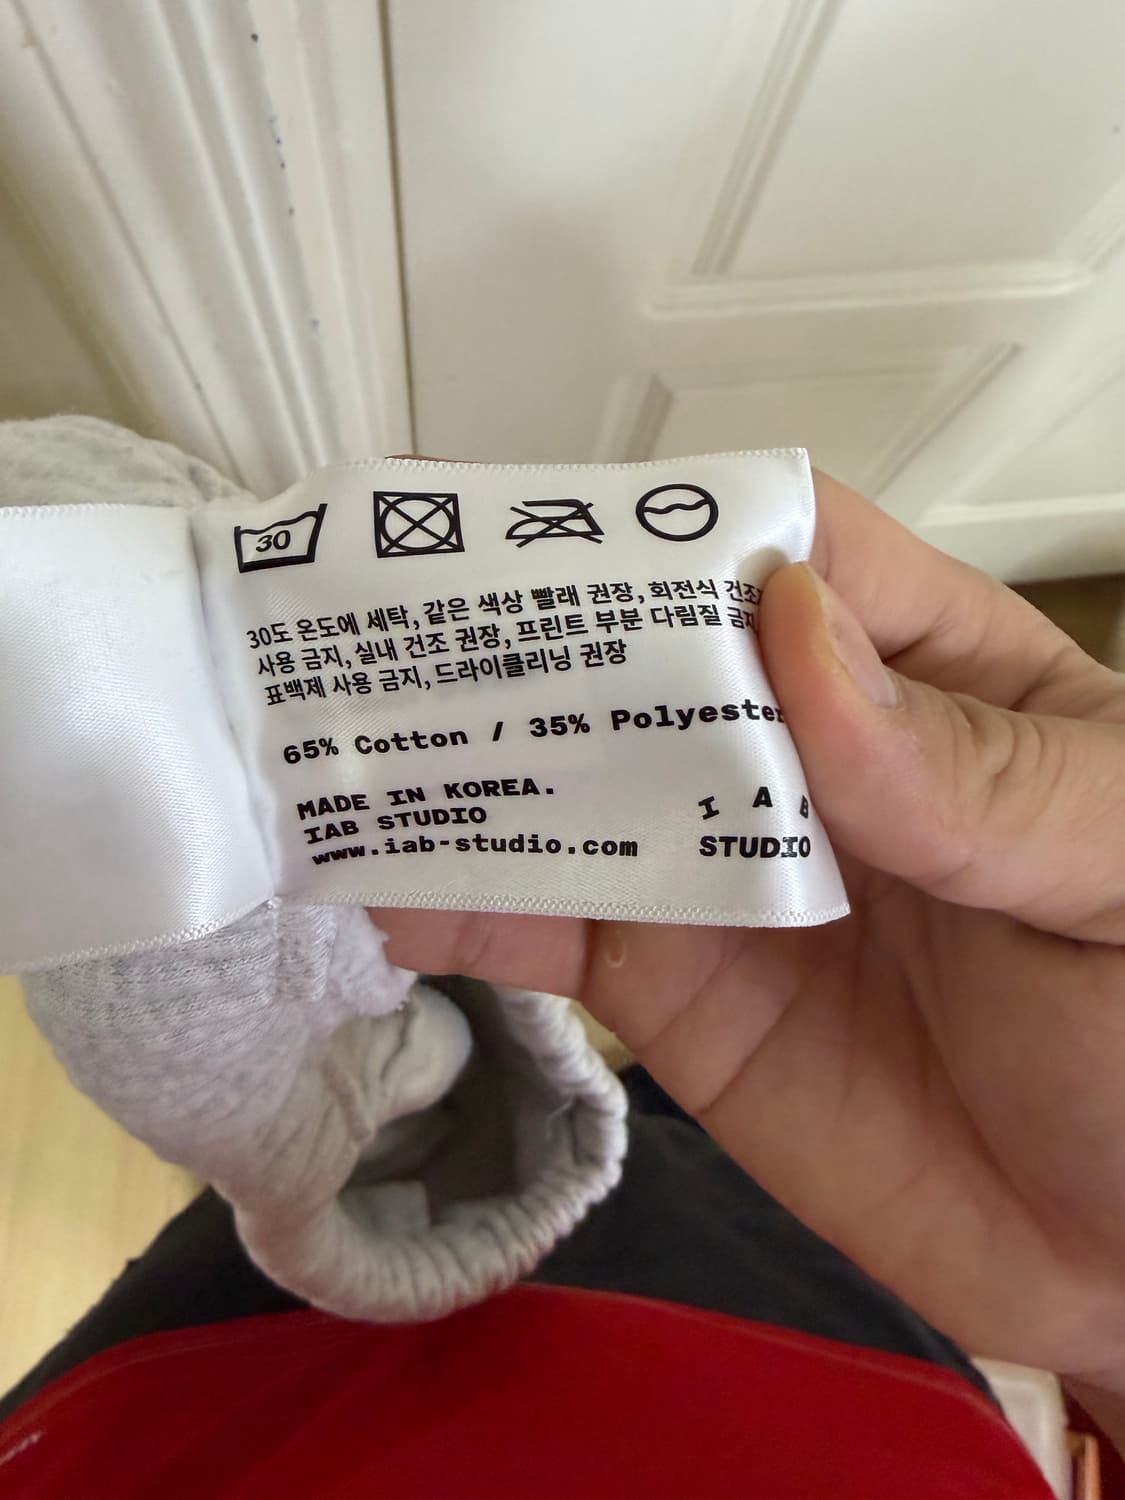 30
30도 온도에 세탁, 같은 색상 빨래 권장, 회전식
사용 금지, 실내 건조 권장, 프린트 부분 다림질 금지
표백제 사용 금지, 드라이클리닝 권장
65% Cotton / 35% Polyester
MADE IN KOREA.
IAB STUDIO
www.iab-studio.com
IAB
STUDIO